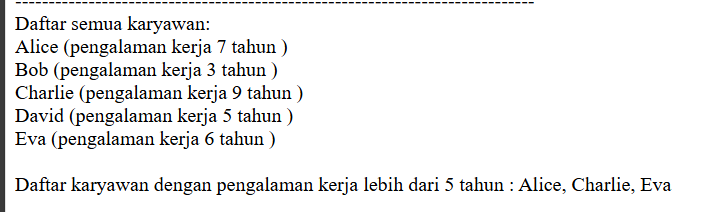 --------------------------------------------------------------------------------
Daftar semua karyawan:
Alice (pengalaman kerja 7 tahun )
Bob (pengalaman kerja 3 tahun )
Charlie (pengalaman kerja 9 tahun )
David (pengalaman kerja 5 tahun )
Eva (pengalaman kerja 6 tahun )
Daftar karyawan dengan pengalaman kerja lebih dari 5 tahun : Alice, Charlie, Eva